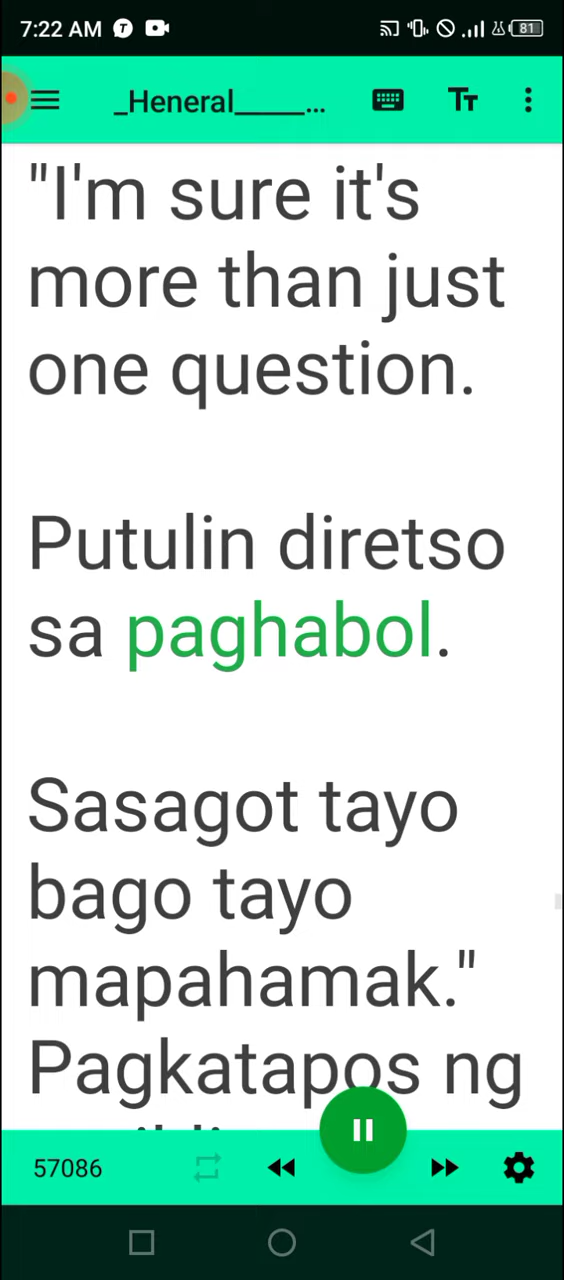 7:22 AM
81
_Heneral_____...
"I'm sure it's
more than just
one question.
Putulin diretso
sa paghabol.
Sasagot tayo
bago tayo
mapahamak."
Pagkatapos ng
57086